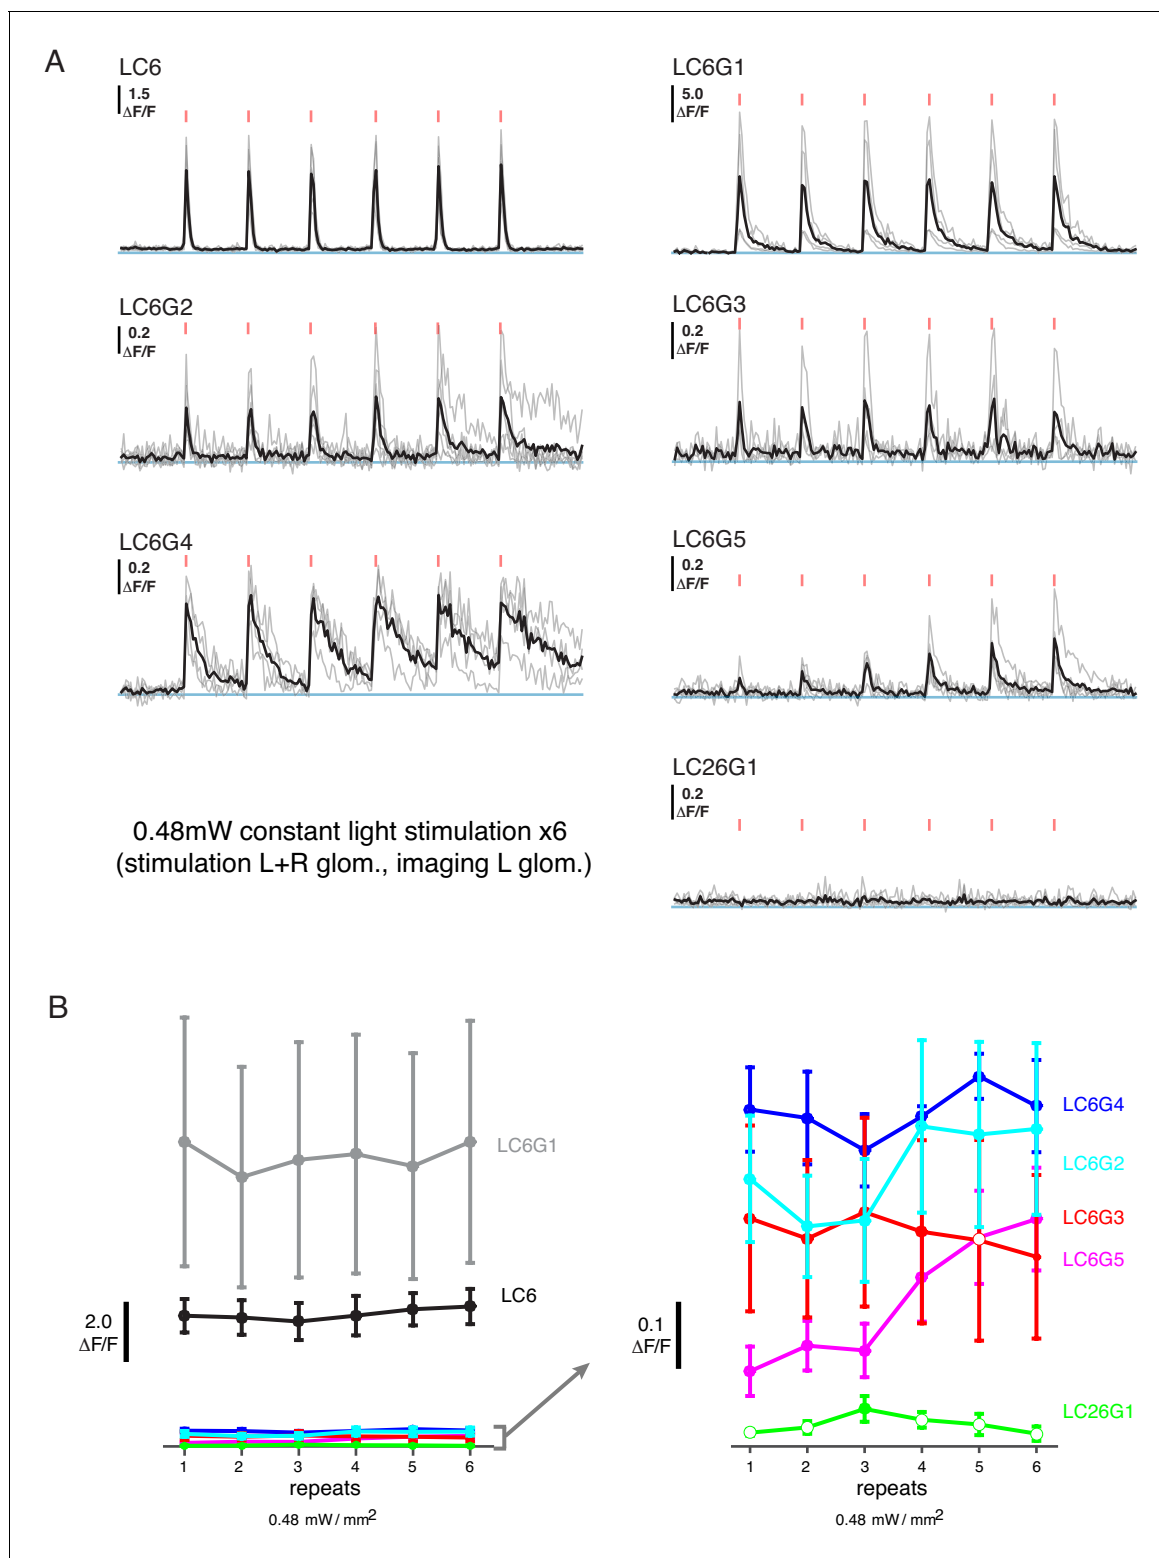 A
LC6
1.5
ΔF/F
LC6G1
5.0
ΔF/F
LC6G2
0.2
ΔF/F
LC6G3
0.2
ΔF/F
LC6G4
0.2
ΔF/F
LC6G5
0.2
ΔF/F
LC26G1
0.2
ΔF/F
0.48mW constant light stimulation x6
(stimulation L+R glom., imaging L glom.)
B
LC6G1
LC6
2.0
ΔF/F
1 2 3 4 5 6
repeats
0.48 mW / mm²
LC6G4
LC6G2
LC6G3
LC6G5
0.1
ΔF/F
LC26G1
1 2 3 4 5 6
repeats
0.48 mW / mm²